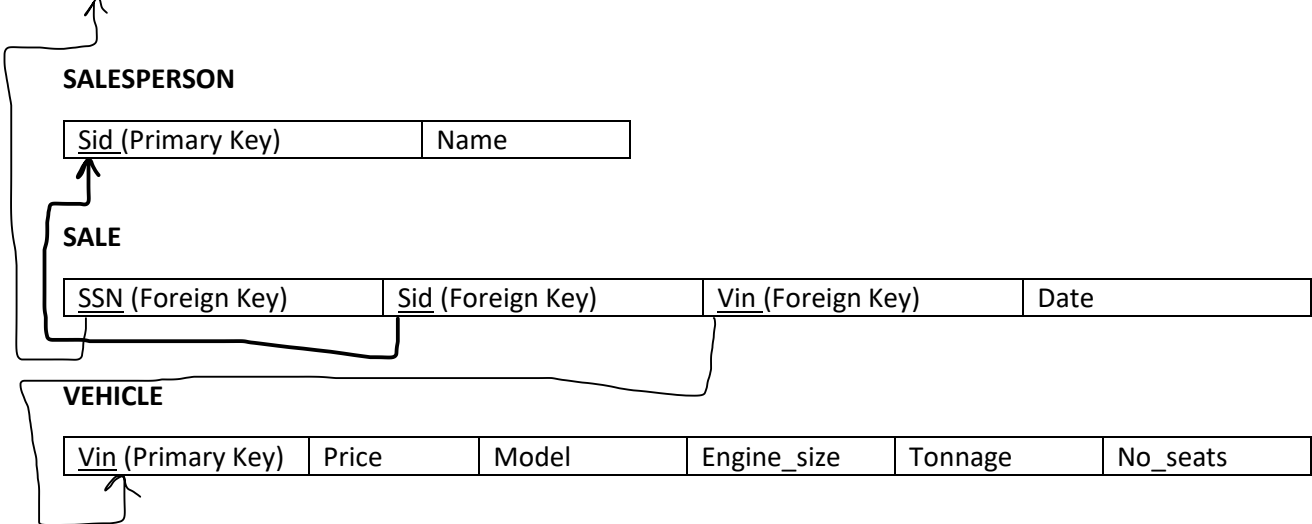 SALESPERSON
Sid (Primary Key) Name
SALE
SSN (Foreign Key) Sid (Foreign Key) Vin (Foreign Key) Date
VEHICLE
Vin (Primary Key) Price Model Engine_size Tonnage No_seats